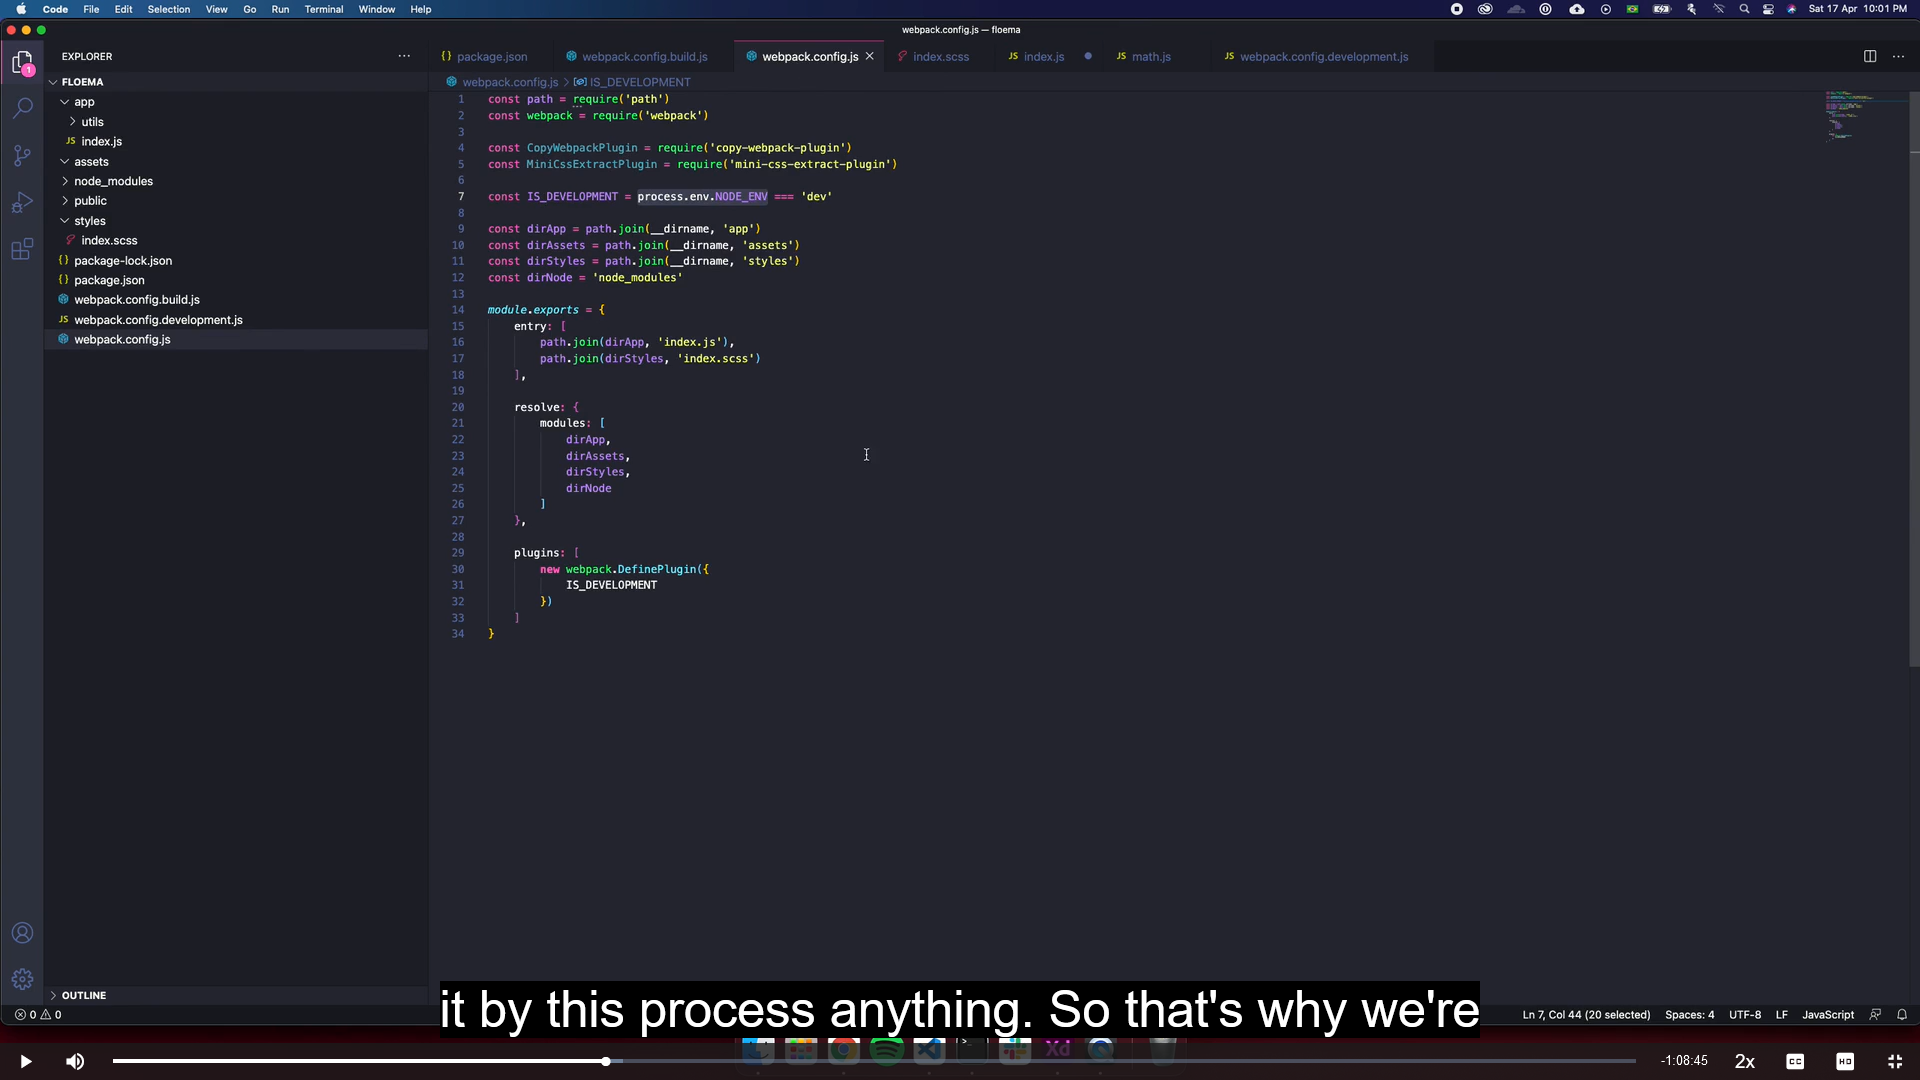 Code File Edit Selection View Go Run Terminal Window Help
Sat 17 Apr 10:01 PM
webpack.config.js — floema
EXPLORER
package.json webpack.config.build.js webpack.config.js index.scss index.js math.js webpack.config.development.js
webpack.config.js > IS_DEVELOPMENT
1
FLOEMA
app
utils
index.js
assets
node_modules
public
styles
index.scss
package-lock.json
package.json
webpack.config.build.js
webpack.config.development.js
webpack.config.js
OUTLINE
1 const path = require('path')
2 const webpack = require('webpack')
3
4 const CopyWebpackPlugin = require('copy-webpack-plugin')
5 const MiniCssExtractPlugin = require('mini-css-extract-plugin')
6
7 const IS_DEVELOPMENT = process.env.NODE_ENV === 'dev'
8
9 const dirApp = path.join(__dirname, 'app')
10 const dirAssets = path.join(__dirname, 'assets')
11 const dirStyles = path.join(__dirname, 'styles')
12 const dirNode = 'node_modules'
13
14 module.exports = {
15 entry: [
16 path.join(dirApp, 'index.js'),
17 path.join(dirStyles, 'index.scss')
18 ],
19
20 resolve: {
21 modules: [
22 dirApp,
23 dirAssets,
24 dirStyles,
25 dirNode
26 ]
27 },
28
29 plugins: [
30 new webpack.DefinePlugin({
31 IS_DEVELOPMENT
32 })
33 ]
34 }
it by this process anything. So that's why we're
0 0
Ln 7, Col 44 (20 selected) Spaces: 4 UTF-8 LF JavaScript
Xd
-1:08:45 2x CC HD